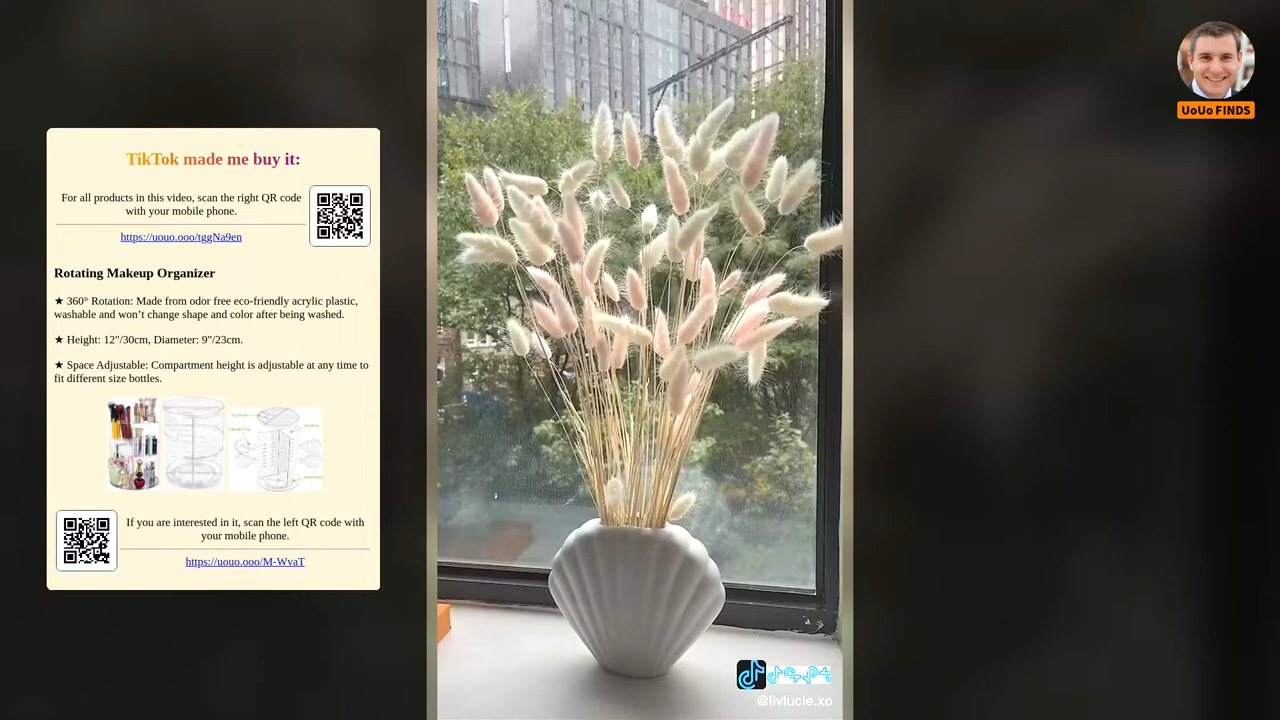 TikTok made me buy it:
For all products in this video, scan the right QR code
with your mobile phone.
https://uouo.ooo/tggNa9en
Rotating Makeup Organizer
★ 360° Rotation: Made from odor free eco-friendly acrylic plastic,
washable and won’t change shape and color after being washed.
★ Height: 12"/30cm, Diameter: 9"/23cm.
★ Space Adjustable: Compartment height is adjustable at any time to
fit different size bottles.
If you are interested in it, scan the left QR code with
your mobile phone.
https://uouo.ooo/M-WvaT
UoUo FINDS
@livlucie.xo